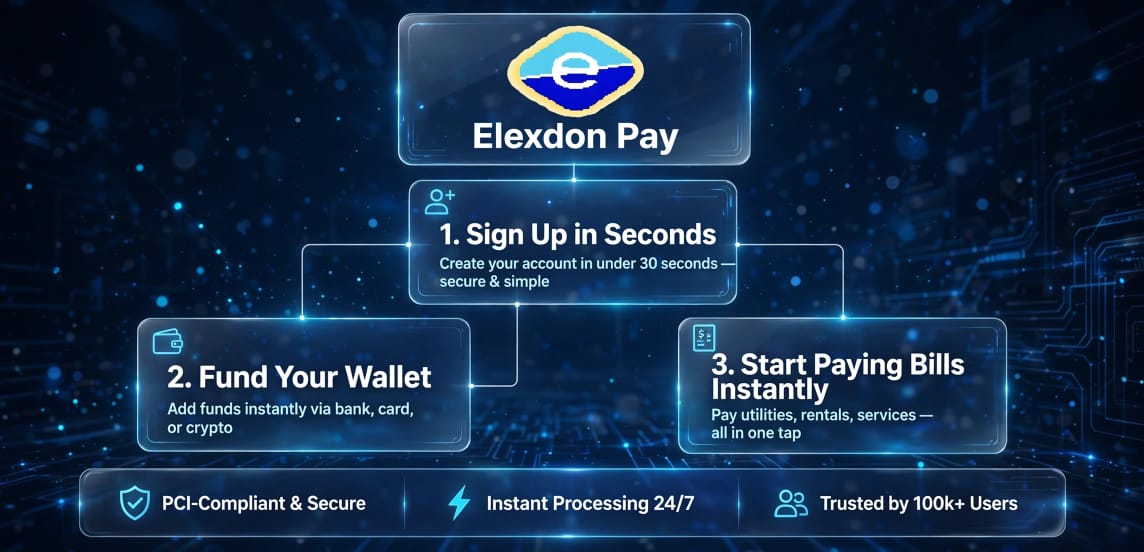 e
Elexdon Pay
1. Sign Up in Seconds
Create your account in under 30 seconds —
secure & simple
2. Fund Your Wallet
Add funds instantly via bank, card,
or crypto
$
3. Start Paying Bills
Instantly
Pay utilities, rentals, services —
all in one tap
PCI-Compliant & Secure
Instant Processing 24/7
Trusted by 100k+ Users